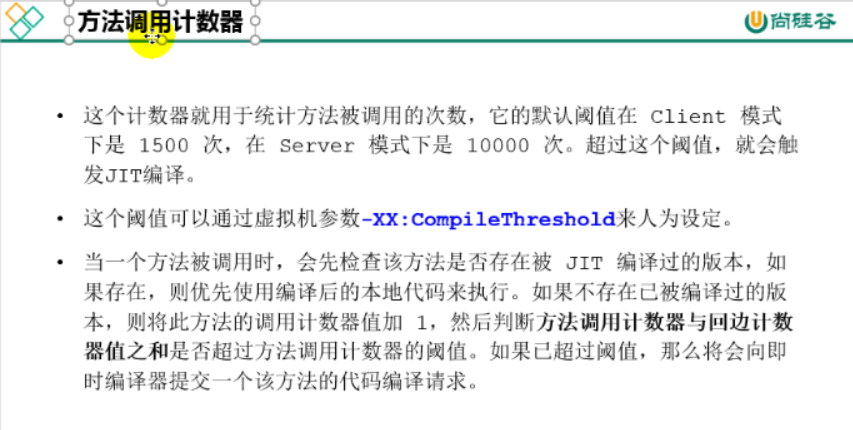 方法调用计数器
尚硅谷
• 这个计数器就用于统计方法被调用的次数，它的默认阈值在 Client 模式
下是 1500 次，在 Server 模式下是 10000 次。超过这个阈值，就会触
发JIT编译。
• 这个阈值可以通过虚拟机参数-XX:CompileThreshold来人为设定。
• 当一个方法被调用时，会先检查该方法是否存在被 JIT 编译过的版本，如
果存在，则优先使用编译后的本地代码来执行。如果不存在已被编译过的版
本，则将此方法的调用计数器值加 1，然后判断方法调用计数器与回边计数
器值之和是否超过方法调用计数器的阈值。如果已超过阈值，那么将会向即
时编译器提交一个该方法的代码编译请求。